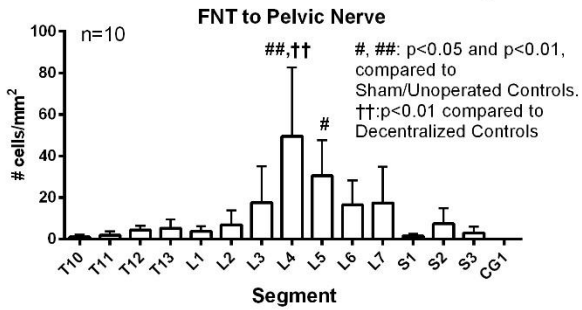 FNT to Pelvic Nerve
n=10
##,††
#
#, ##: p<0.05 and p<0.01,
compared to
Sham/Unoperated Controls.
††:p<0.01 compared to
Decentralized Controls
# cells/mm²
100
80
60
40
20
0
T10 T11 T12 T13 L1 L2 L3 L4 L5 L6 L7 S1 S2 S3 CG1
Segment